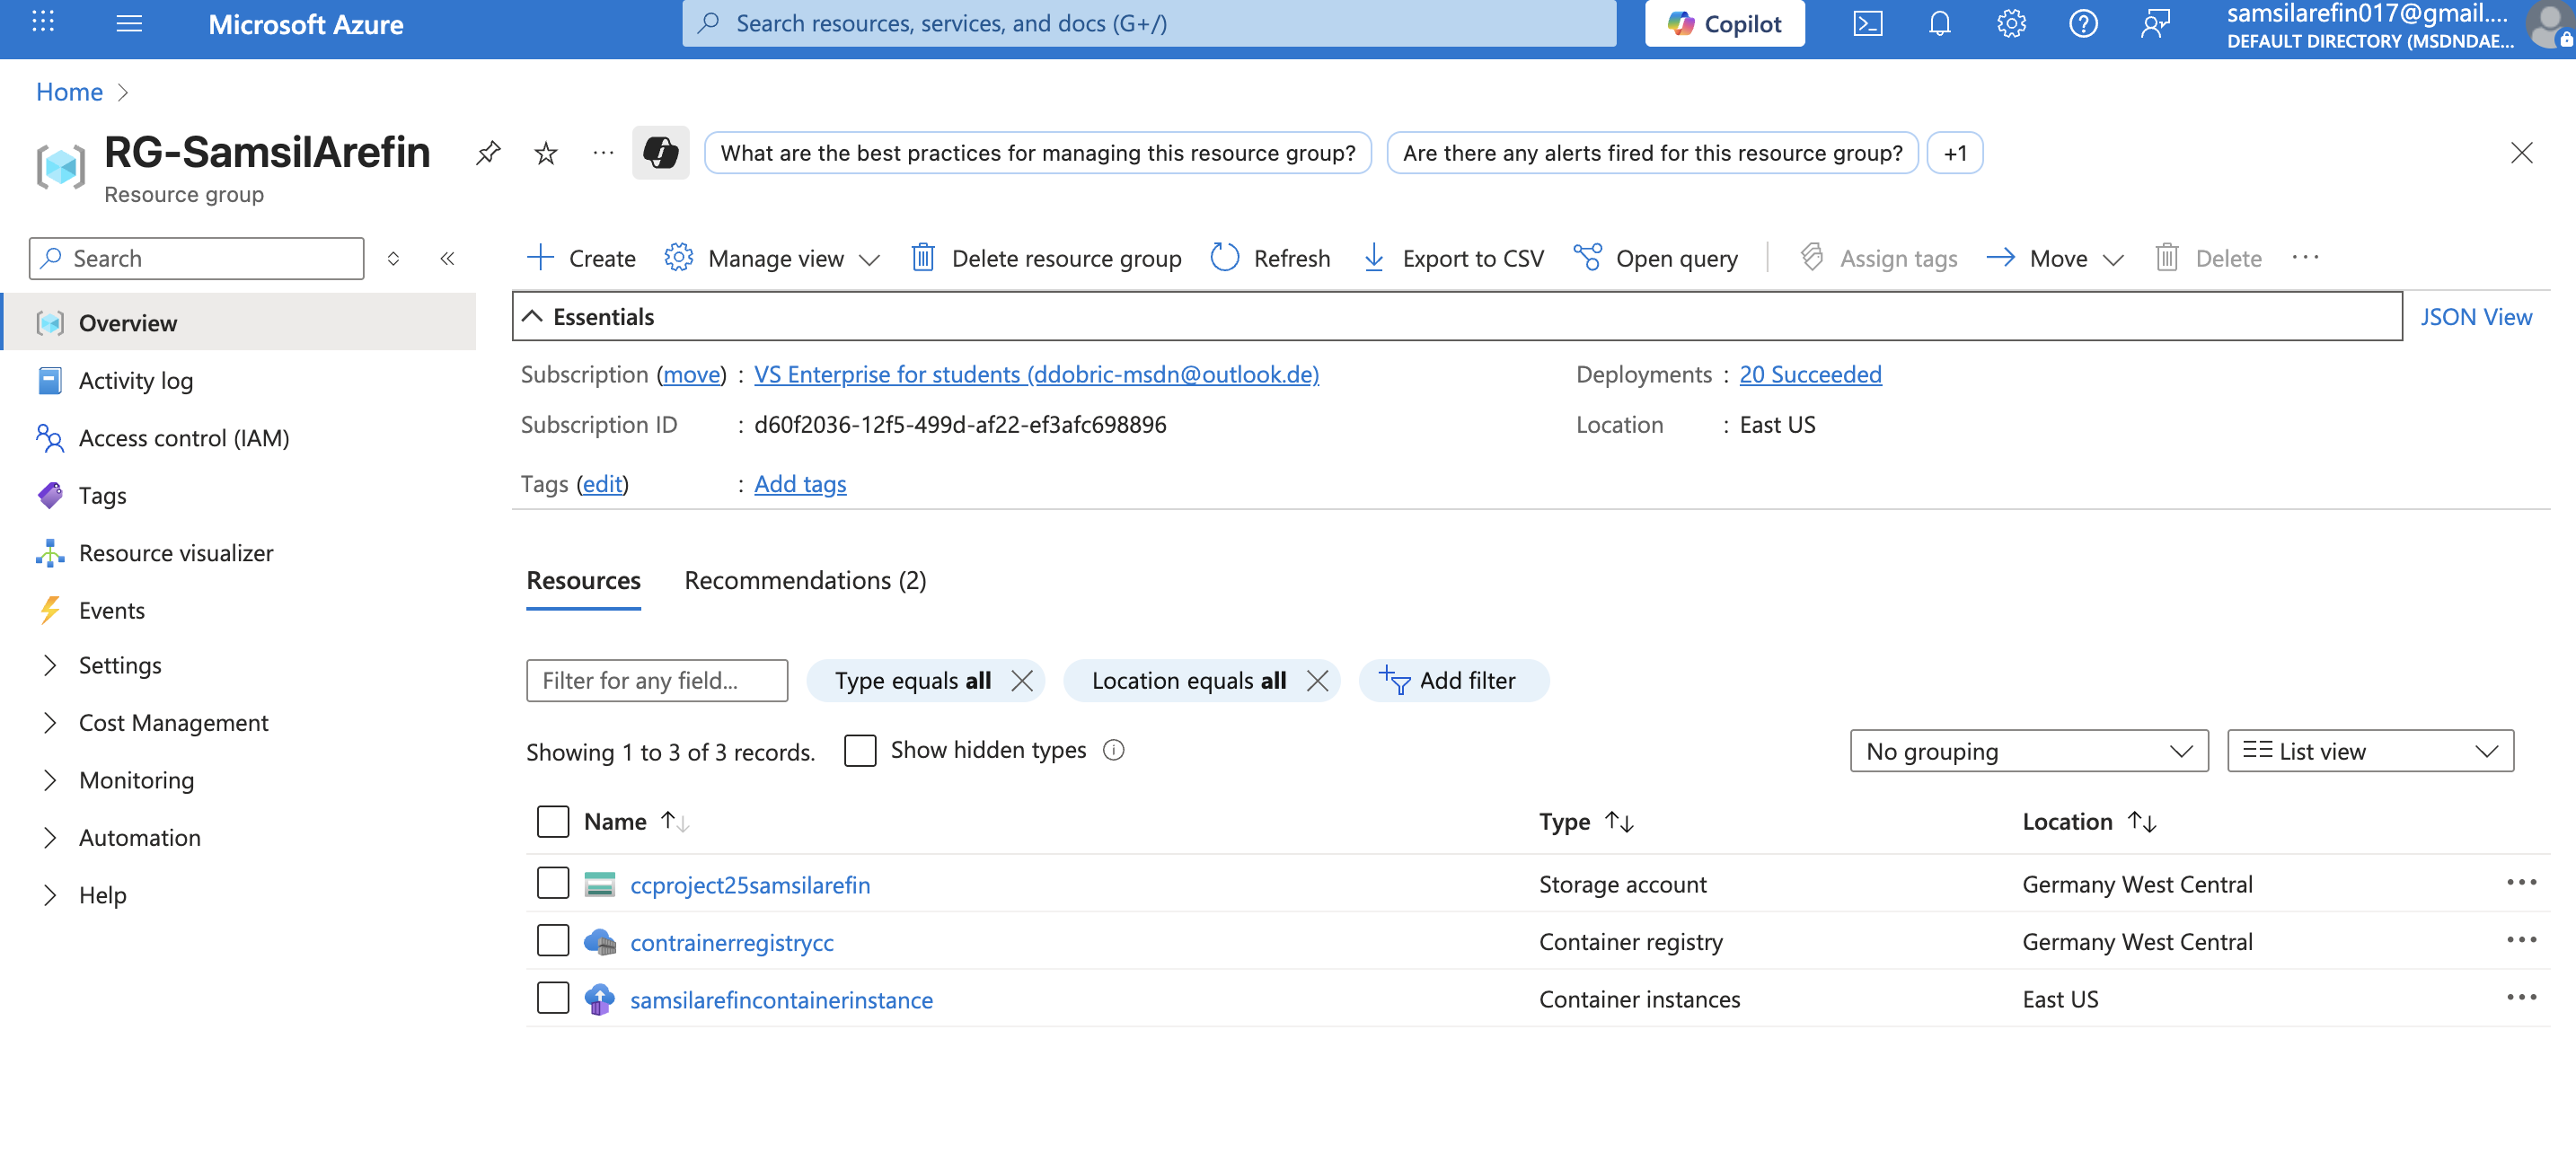 Microsoft Azure
Search resources, services, and docs (G+/)
Copilot
samsilarefin017@gmail....
DEFAULT DIRECTORY (MSDNDAE...
Home
RG-SamsilArefin
Resource group
What are the best practices for managing this resource group?
Are there any alerts fired for this resource group?
+1
Search
Create
Manage view
Delete resource group
Refresh
Export to CSV
Open query
Assign tags
Move
Delete
Overview
Activity log
Access control (IAM)
Tags
Resource visualizer
Events
Settings
Cost Management
Monitoring
Automation
Help
Essentials
JSON View
Subscription (move) : VS Enterprise for students (ddobric-msdn@outlook.de)
Deployments : 20 Succeeded
Subscription ID : d60f2036-12f5-499d-af22-ef3afc698896
Location : East US
Tags (edit) : Add tags
Resources
Recommendations (2)
Filter for any field...
Type equals all
Location equals all
Add filter
Showing 1 to 3 of 3 records.
Show hidden types
No grouping
List view
Name
Type
Location
ccproject25samsilarefin
Storage account
Germany West Central
contrainerregistrycc
Container registry
Germany West Central
samsilarefincontainerinstance
Container instances
East US